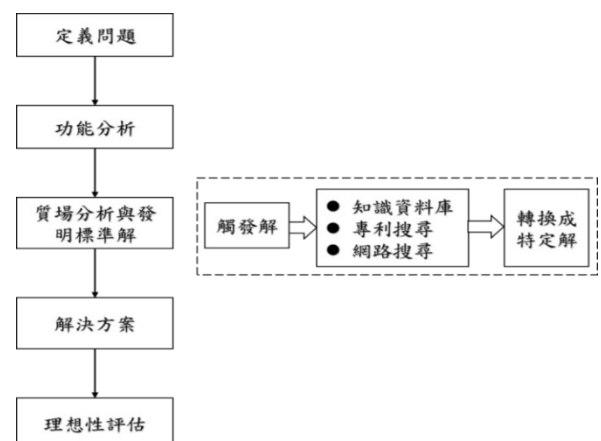 定義問題
功能分析
質場分析與發
明標準解
解決方案
理想性評估
觸發解
● 知識資料庫
● 專利搜尋
● 網路搜尋
轉換成
特定解